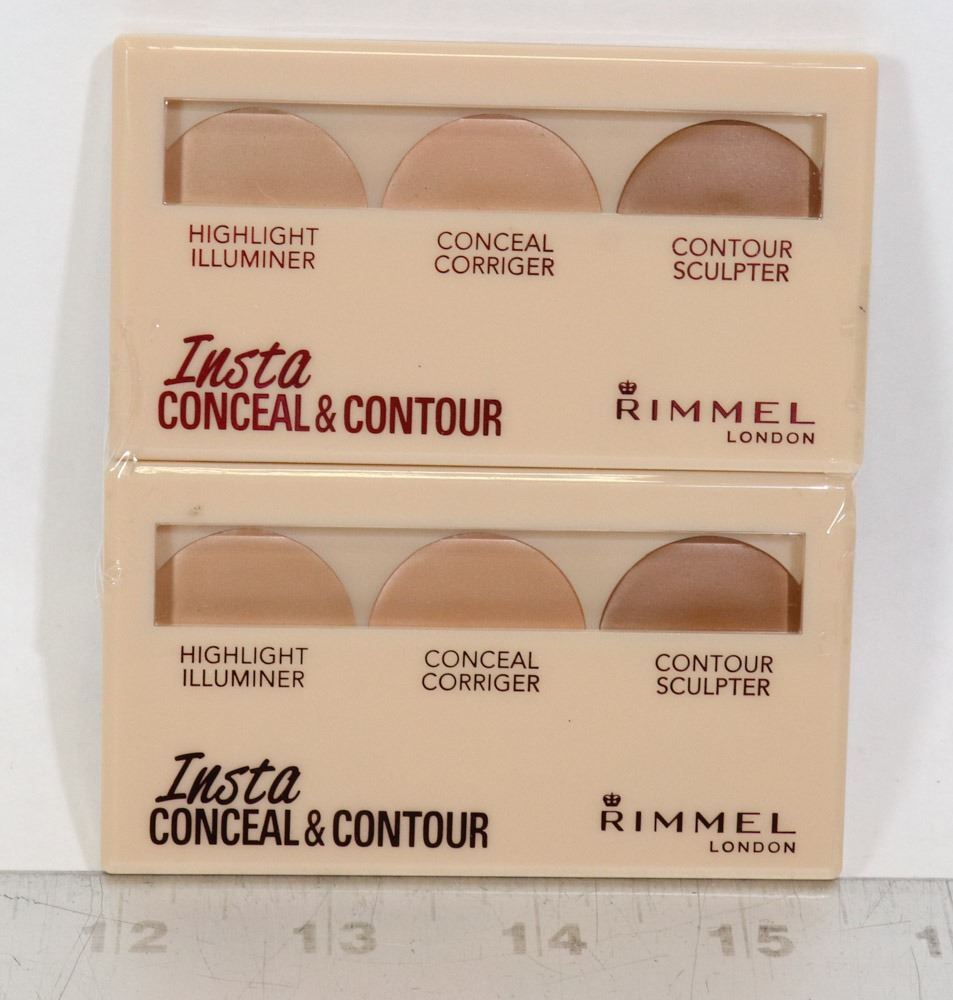 HIGHLIGHT
ILLUMINER
CONCEAL
CORRIGER
CONTOUR
SCULPTER
Insta
CONCEAL & CONTOUR
RIMMEL
LONDON
HIGHLIGHT
ILLUMINER
CONCEAL
CORRIGER
CONTOUR
SCULPTER
Insta
CONCEAL & CONTOUR
RIMMEL
LONDON
12 13 14 15